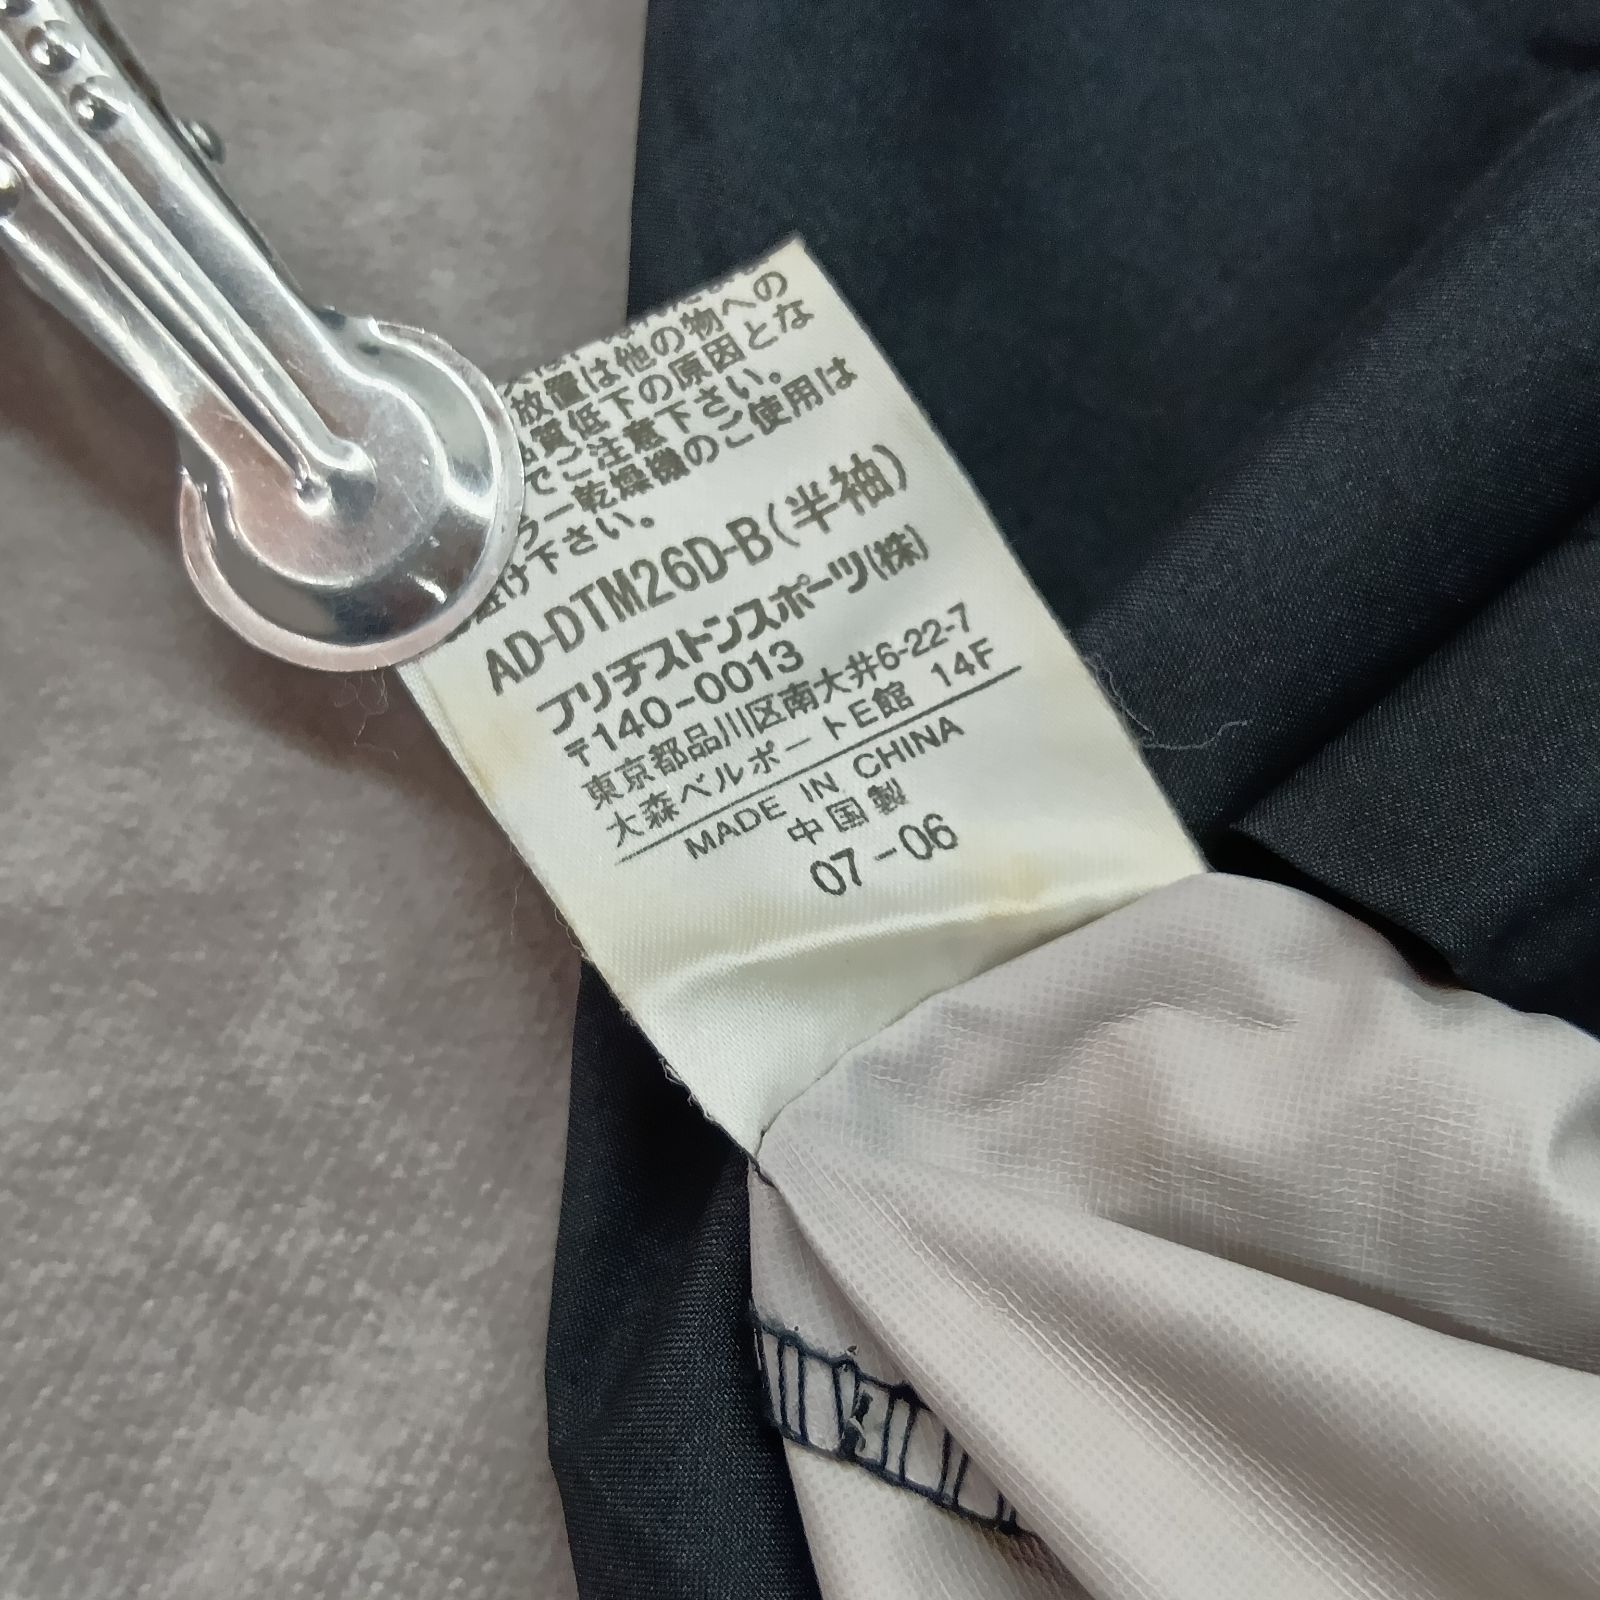 放置は他の物への
質低下の原因とな
でご注意下さい。
ラー乾燥機のご使用は
け下さい。
AD-DTM26D-B(半袖)
ブリヂストンスポーツ(株)
〒140-0013
東京都品川区南大井6-22-7
大森ベルポートE館 14F
MADE IN CHINA
中国製
07-06